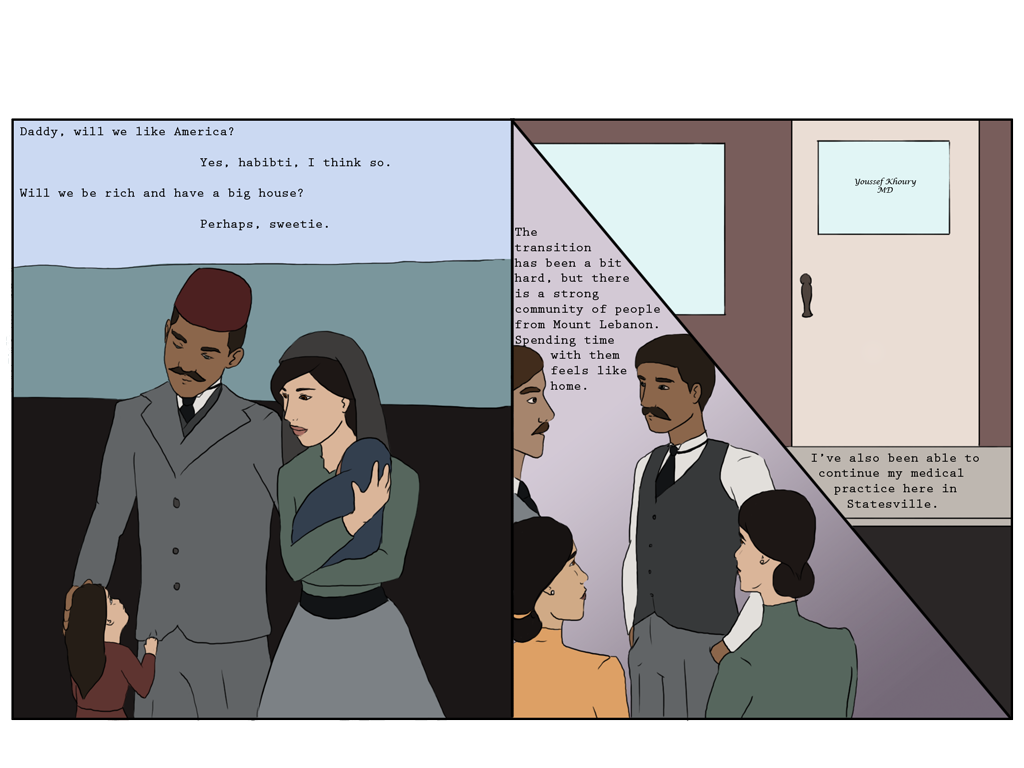 Daddy, will we like America?
Yes, habibti, I think so.
Will we be rich and have a big house?
Perhaps, sweetie.
The
transition
has been a bit
hard, but there
is a strong
community of people
from Mount Lebanon.
Spending time
with them
feels like
home.
Youssef Khoury
MD
I've also been able to
continue my medical
practice here in
Statesville.